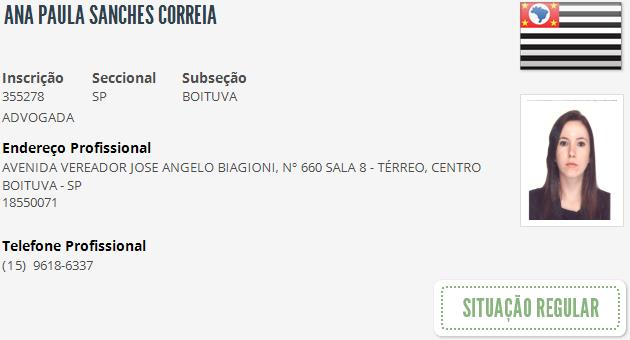 ANA PAULA SANCHES CORREIA
Inscrição Seccional Subseção
355278 SP BOITUVA
ADVOGADA
Endereço Profissional
AVENIDA VEREADOR JOSE ANGELO BIAGIONI, Nº 660 SALA 8 - TÉRREO, CENTRO
BOITUVA - SP
18550071
Telefone Profissional
(15) 9618-6337
SITUAÇÃO REGULAR